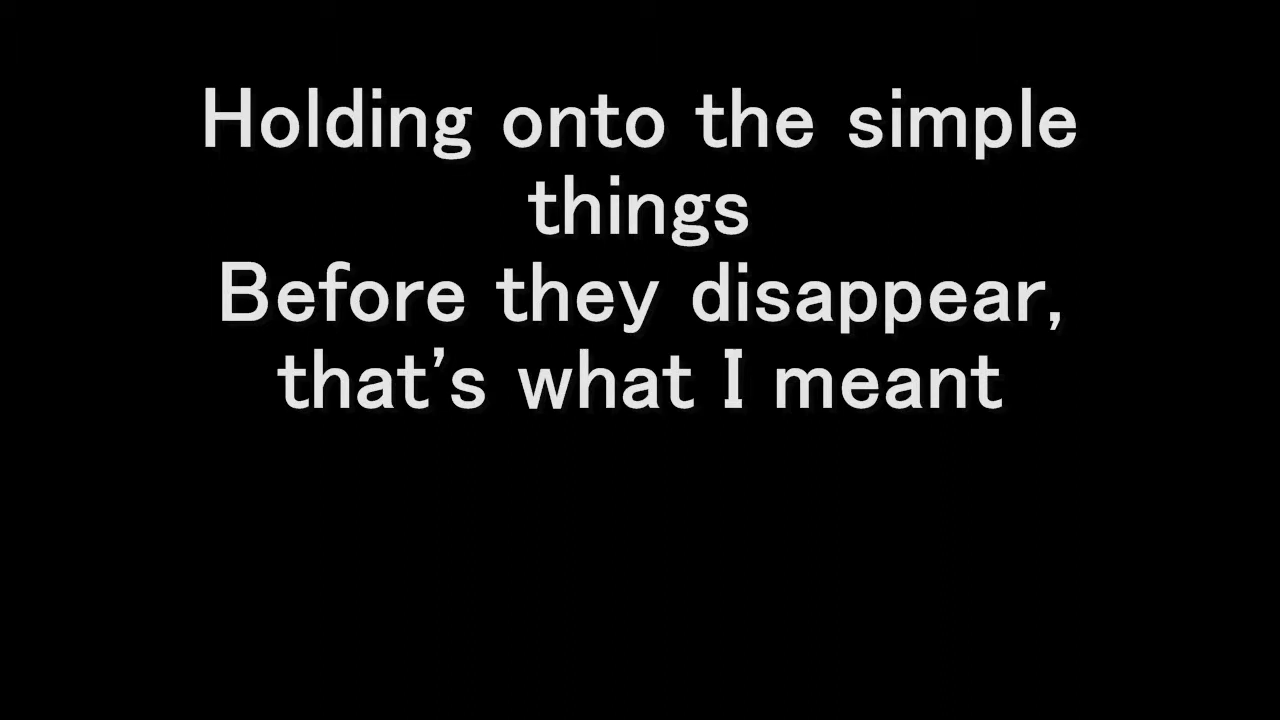 Holding onto the simple
things
Before they disappear,
that’s what I meant